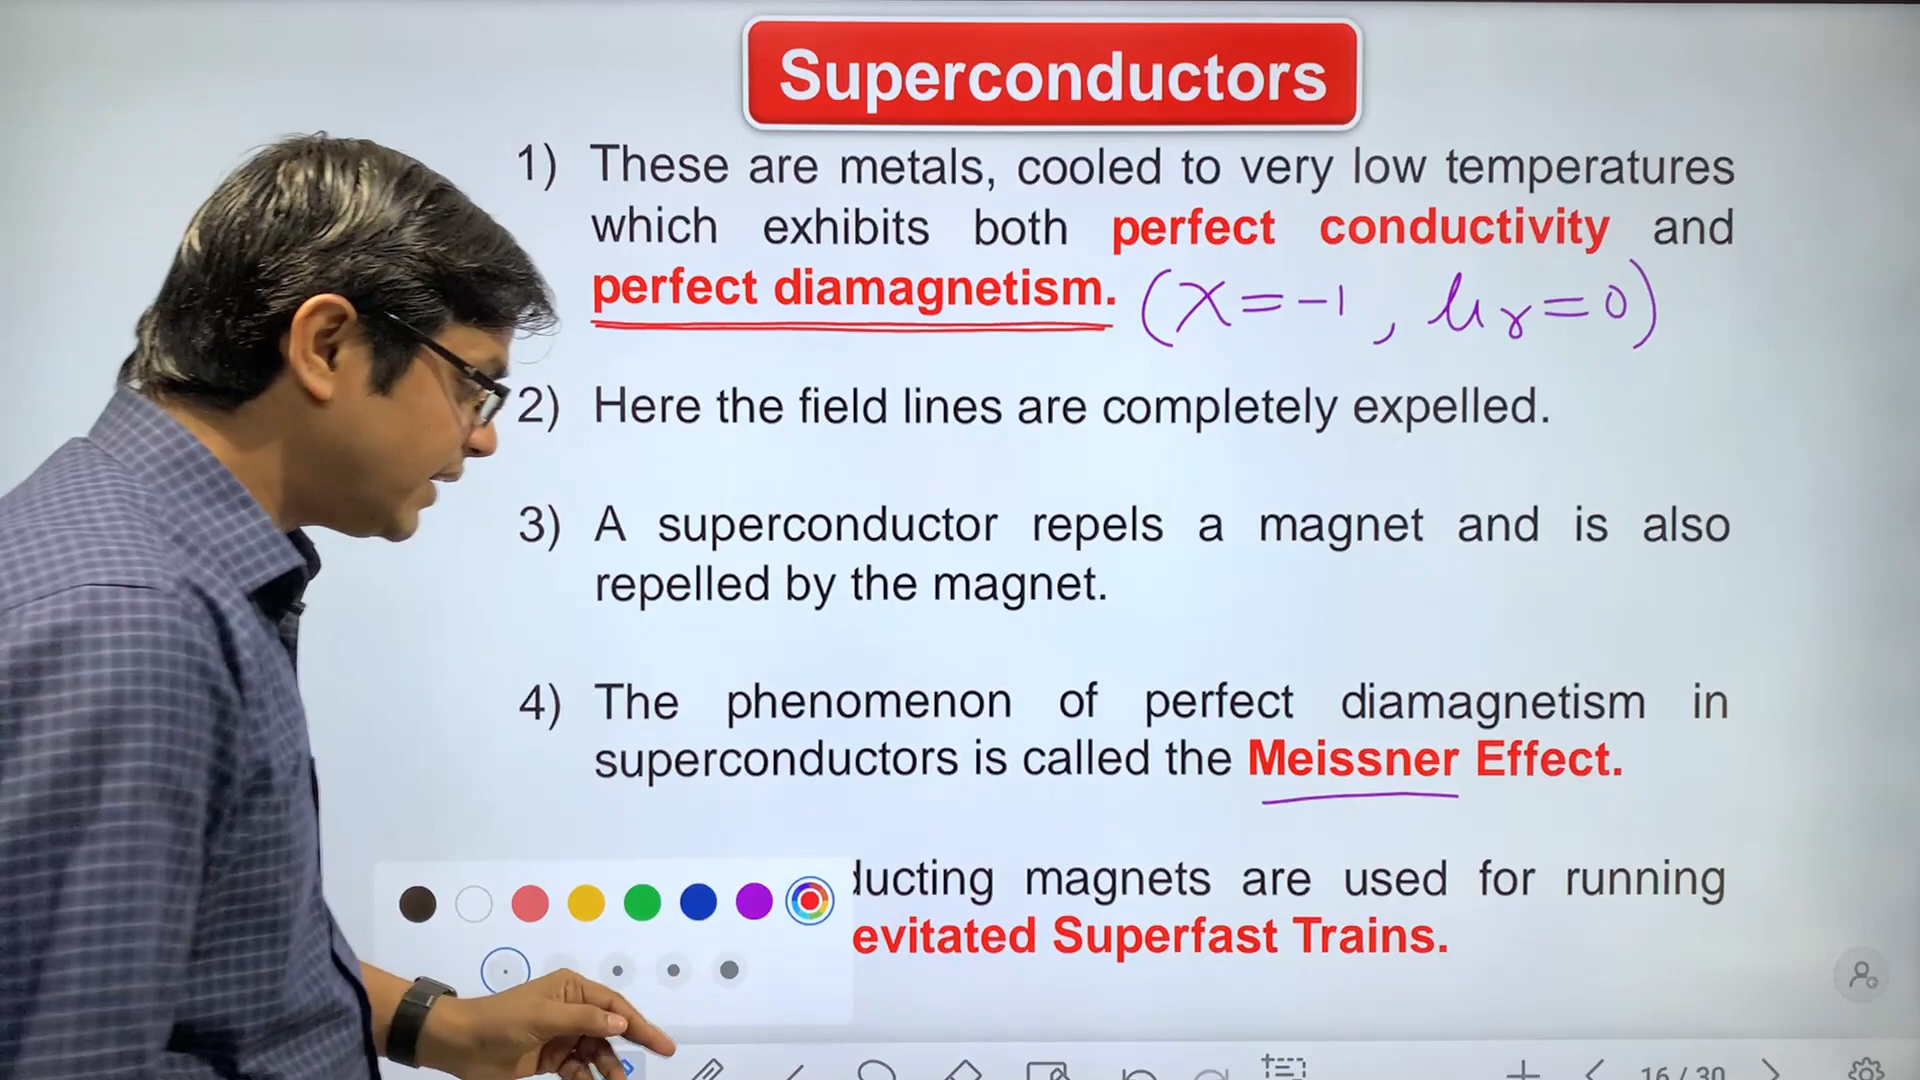 Superconductors
1) These are metals, cooled to very low temperatures
which exhibits both perfect conductivity and
perfect diamagnetism. (χ=-1, μr=0)
2) Here the field lines are completely expelled.
3) A superconductor repels a magnet and is also
repelled by the magnet.
4) The phenomenon of perfect diamagnetism in
superconductors is called the Meissner Effect.
ducting magnets are used for running
evitated Superfast Trains.
16/30